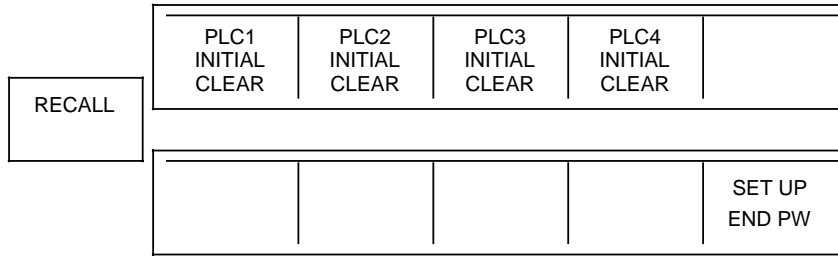 PLC1
INITIAL
CLEAR
PLC2
INITIAL
CLEAR
PLC3
INITIAL
CLEAR
PLC4
INITIAL
CLEAR
RECALL
SET UP
END PW